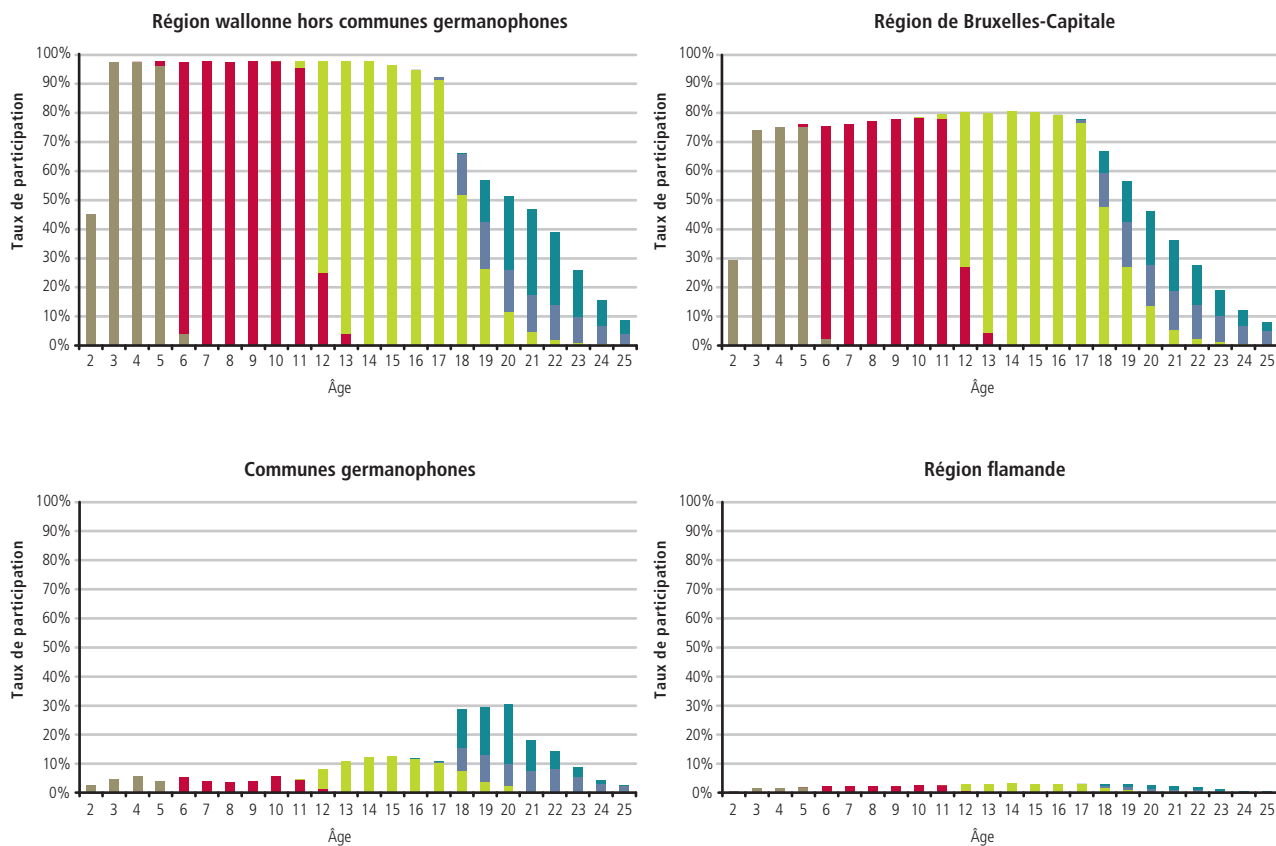 Région wallonne hors communes germanophones
Taux de participation
100%
90%
80%
70%
60%
50%
40%
30%
20%
10%
0%
2 3 4 5 6 7 8 9 10 11 12 13 14 15 16 17 18 19 20 21 22 23 24 25
Âge
Région de Bruxelles-Capitale
Taux de participation
100%
90%
80%
70%
60%
50%
40%
30%
20%
10%
0%
2 3 4 5 6 7 8 9 10 11 12 13 14 15 16 17 18 19 20 21 22 23 24 25
Âge
Communes germanophones
Taux de participation
100%
90%
80%
70%
60%
50%
40%
30%
20%
10%
0%
2 3 4 5 6 7 8 9 10 11 12 13 14 15 16 17 18 19 20 21 22 23 24 25
Âge
Région flamande
Taux de participation
100%
90%
80%
70%
60%
50%
40%
30%
20%
10%
0%
2 3 4 5 6 7 8 9 10 11 12 13 14 15 16 17 18 19 20 21 22 23 24 25
Âge